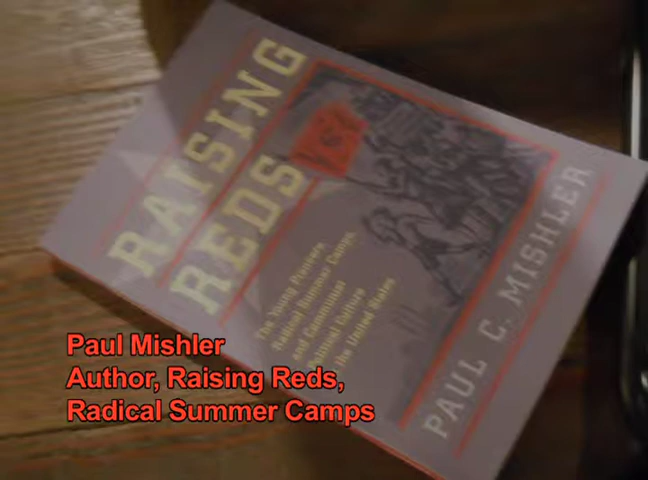 RAISING
REDS
The Young Pioneers,
Radical Summer Camps,
and Communist
Political Culture
in the United States
PAUL C. MISHLER
Paul Mishler
Author, Raising Reds,
Radical Summer Camps